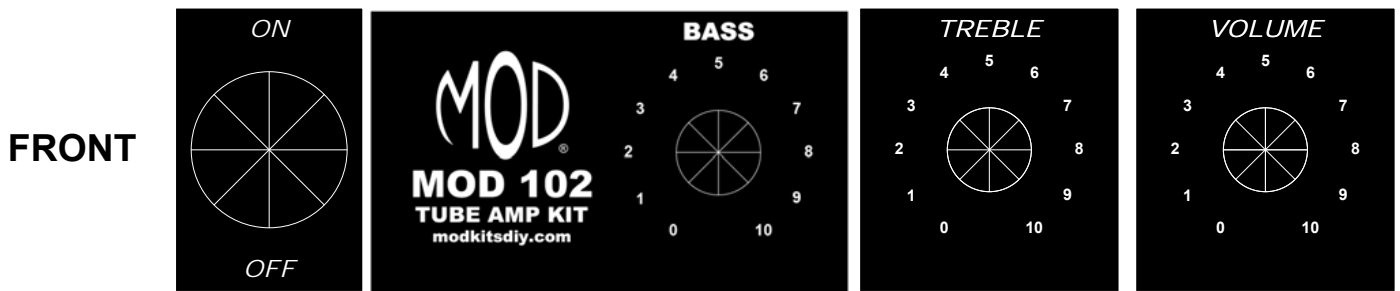 FRONT
ON
OFF
MOD®
MOD 102
TUBE AMP KIT
modkitsdiy.com
BASS
0 1 2 3 4 5 6 7 8 9 10
TREBLE
0 1 2 3 4 5 6 7 8 9 10
VOLUME
0 1 2 3 4 5 6 7 8 9 10